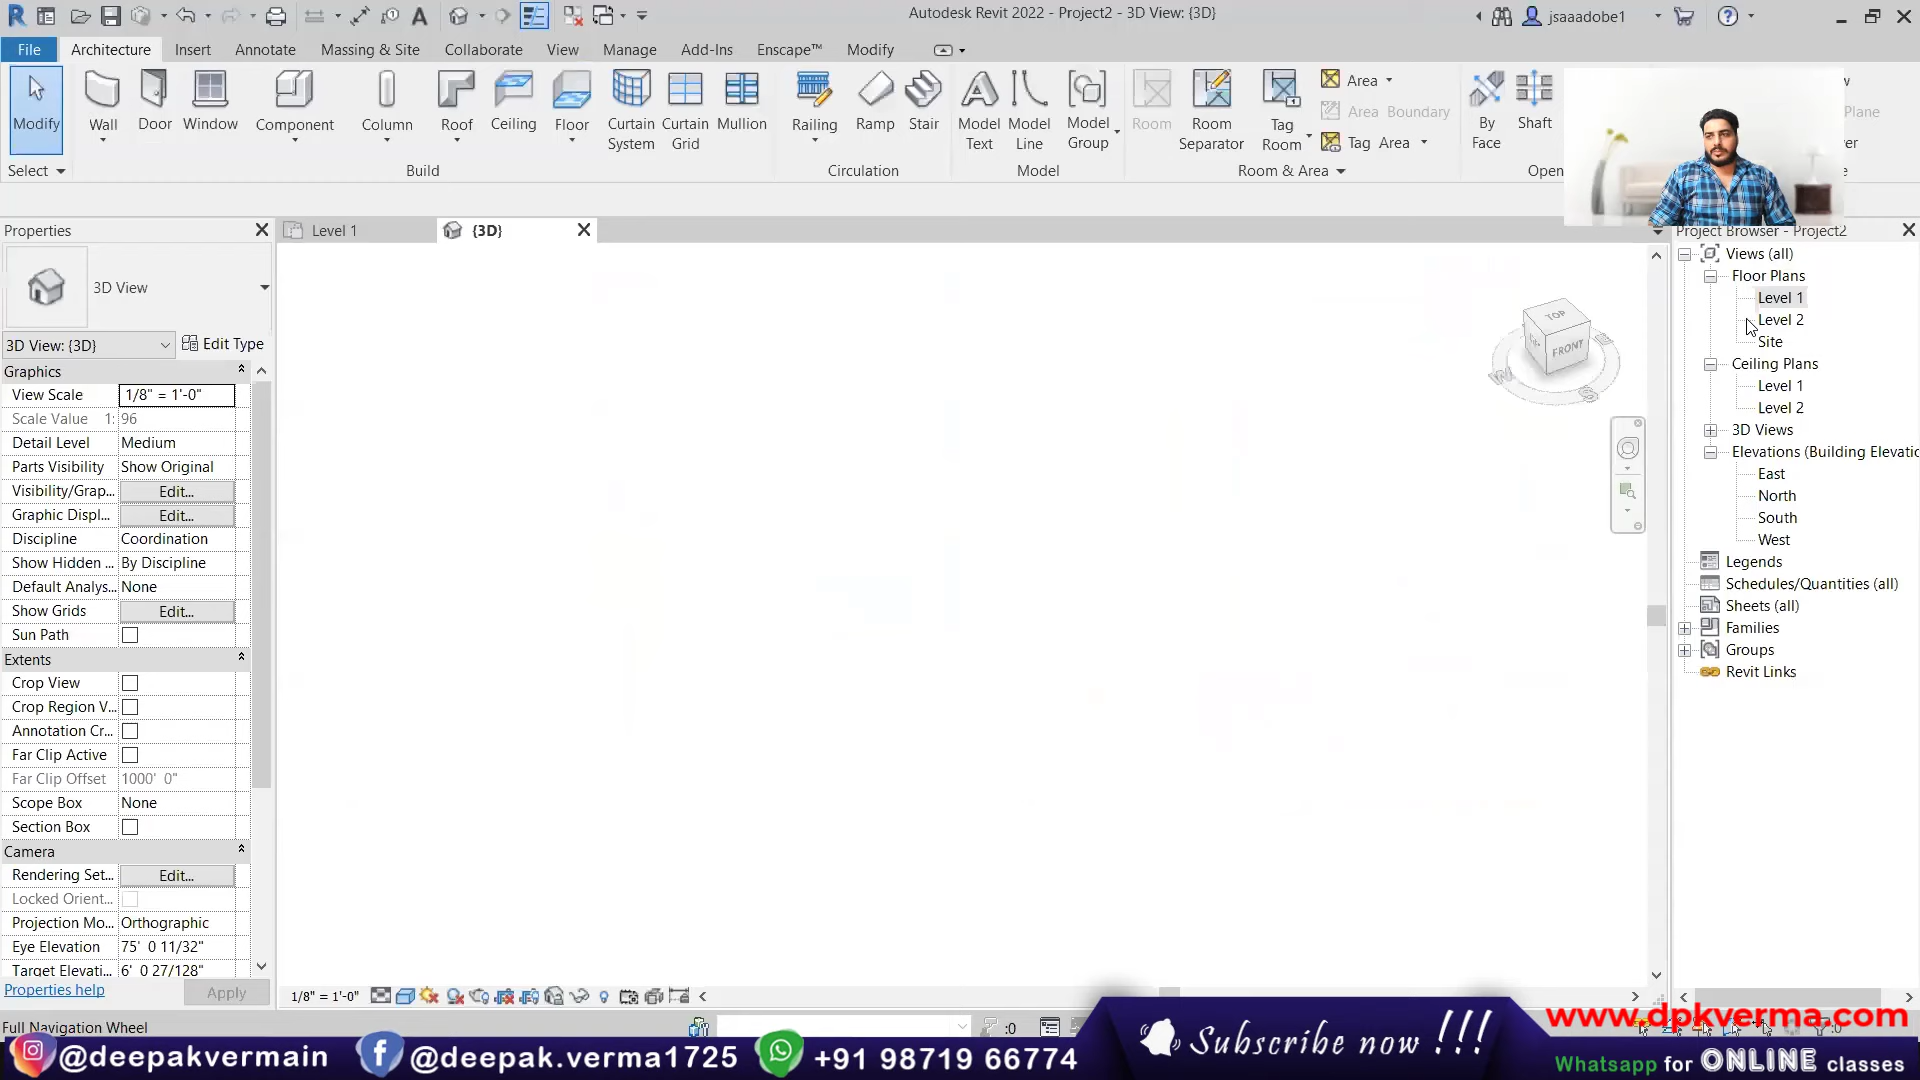 Autodesk Revit 2022 - Project2 - 3D View: {3D}
jsaaadobe1
File Architecture Insert Annotate Massing & Site Collaborate View Manage Add-Ins Enscape™ Modify
Modify
Wall
Door
Window
Component
Column
Roof
Ceiling
Floor
Curtain System
Curtain Grid
Mullion
Railing
Ramp
Stair
Model Text
Model Line
Model Group
Room
Room Separator
Tag Room
Area
Area Boundary
Tag Area
By Face
Shaft
Select
Build
Circulation
Model
Room & Area
Properties
Level 1
{3D}
Project Browser - Project2
3D View
3D View: {3D}
Edit Type
Graphics
View Scale 1/8" = 1'-0"
Scale Value 1: 96
Detail Level Medium
Parts Visibility Show Original
Visibility/Grap... Edit...
Graphic Displ... Edit...
Discipline Coordination
Show Hidden ... By Discipline
Default Analys... None
Show Grids Edit...
Sun Path
Extents
Crop View
Crop Region V...
Annotation Cr...
Far Clip Active
Far Clip Offset 1000' 0"
Scope Box None
Section Box
Camera
Rendering Set... Edit...
Locked Orient...
Projection Mo... Orthographic
Eye Elevation 75' 0 11/32"
Target Elevati... 6' 0 27/128"
Properties help
Apply
TOP
FRONT
W
S
Views (all)
Floor Plans
Level 1
Level 2
Site
Ceiling Plans
Level 1
Level 2
3D Views
Elevations (Building Elevatio
East
North
South
West
Legends
Schedules/Quantities (all)
Sheets (all)
Families
Groups
Revit Links
1/8" = 1'-0"
Full Navigation Wheel
:0
@deepakvermain
@deepak.verma1725
+91 98719 66774
Subscribe now !!!
www.dpkverma.com
Whatsapp for ONLINE classes